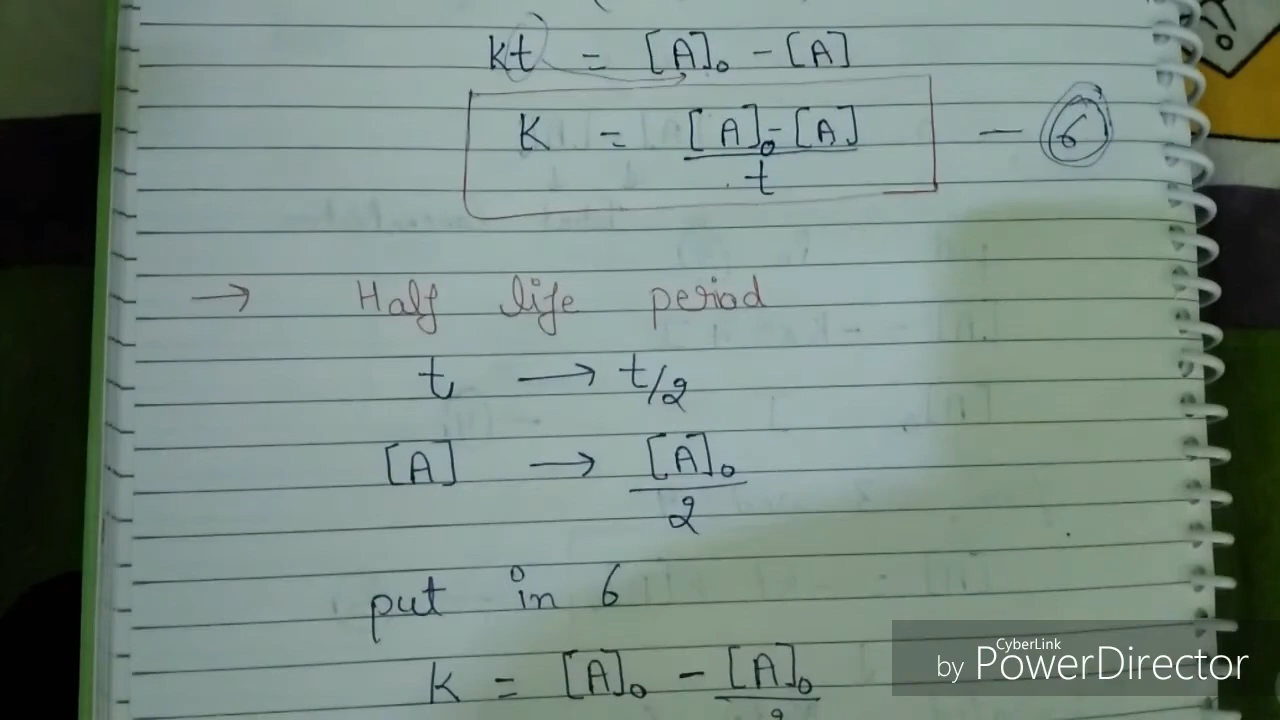 kt = [A]₀ - [A]
K = [A]₀ - [A] / t — 6
→ Half life period
t → t/2
[A] → [A]₀ / 2
put in 6
K = [A]₀ - [A]₀
CyberLink
by PowerDirector